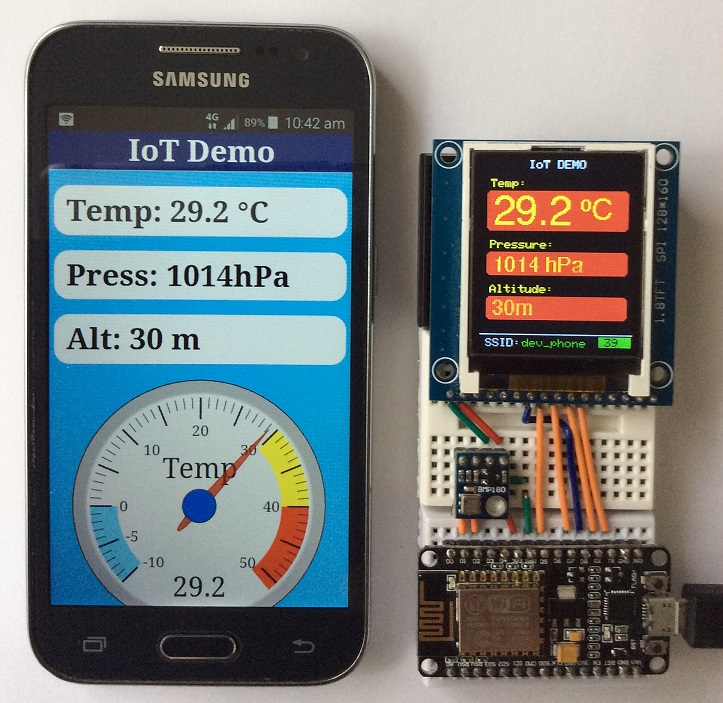 SAMSUNG
4G 89% 10:42 am
IoT Demo
Temp: 29.2 °C
Press: 1014hPa
Alt: 30 m
20
10
30
Temp
0
40
-5
-10
50
29.2
IoT DEMO
Temp:
29.2 ºC
Pressure:
1014 hPa
Altitude:
30m
SSID: dev_phone 39
1.8TFT SPI 128*160
BMP180